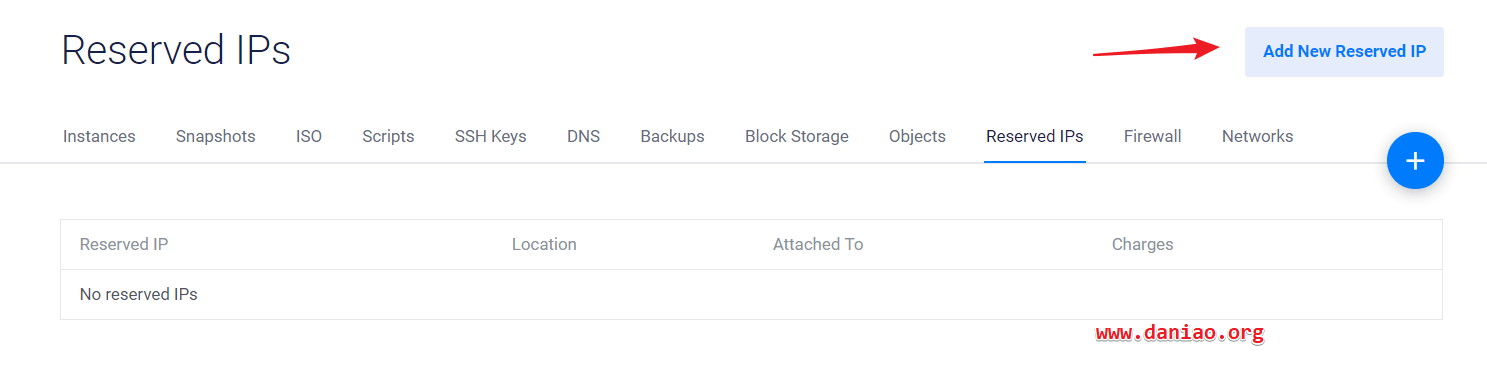 Reserved IPs
Add New Reserved IP
Instances Snapshots ISO Scripts SSH Keys DNS Backups Block Storage Objects Reserved IPs Firewall Networks
+
Reserved IP Location Attached To Charges
No reserved IPs
www.daniao.org